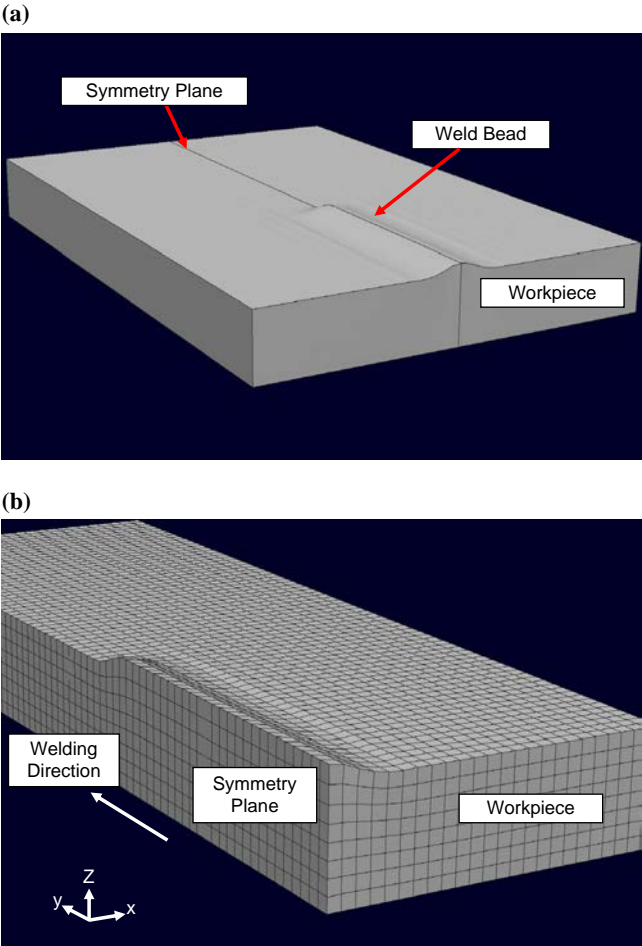 (a)
Symmetry Plane
Weld Bead
Workpiece
(b)
Welding
Direction
Symmetry
Plane
Workpiece
Z
y
x